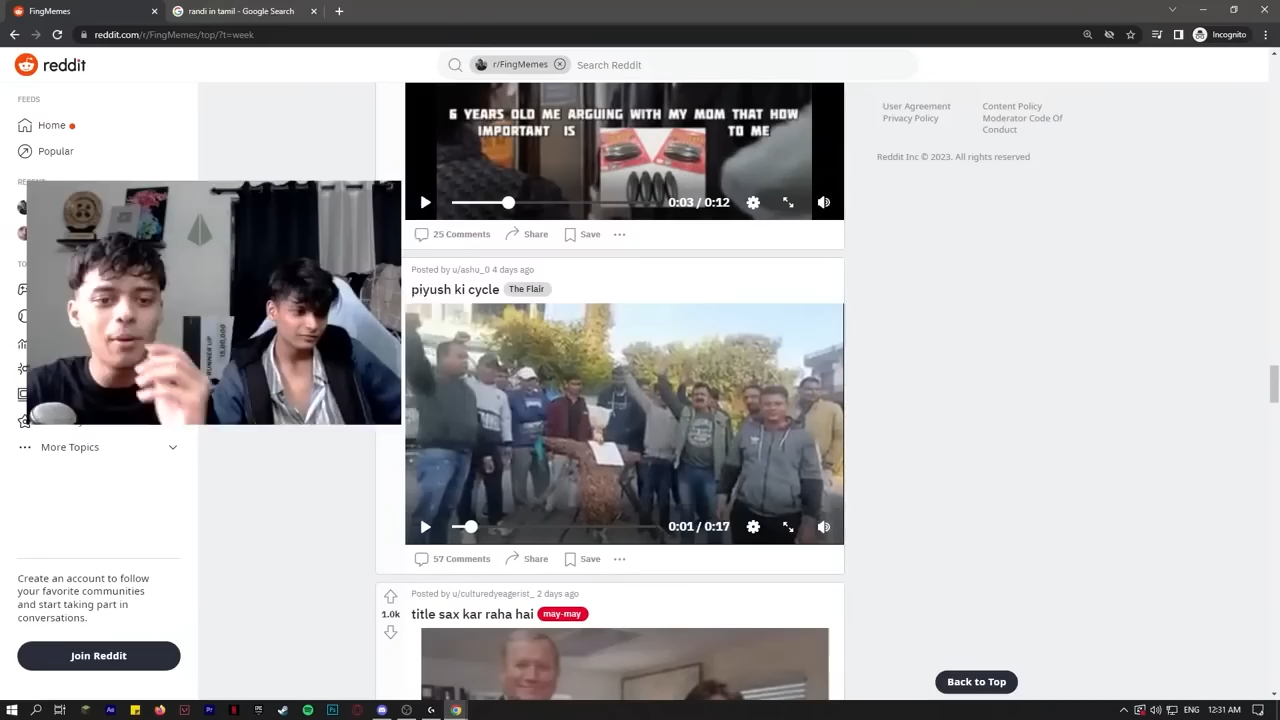 FingMemes
randi in tamil - Google Search
reddit.com/r/FingMemes/top/?t=week
Incognito
reddit
r/FingMemes
Search Reddit
FEEDS
Home
Popular
RECENT
More Topics
Create an account to follow
your favorite communities
and start taking part in
conversations.
Join Reddit
RUNNER UP
6 YEARS OLD ME ARGUING WITH MY MOM THAT HOW
IMPORTANT IS TO ME
0:03 / 0:12
25 Comments Share Save
Posted by u/ashu_0 4 days ago
piyush ki cycle The Flair
0:01 / 0:17
57 Comments Share Save
Posted by u/culturedyeagerist_ 2 days ago
1.0k
title sax kar raha hai may-may
User Agreement
Privacy Policy
Content Policy
Moderator Code Of
Conduct
Reddit Inc © 2023. All rights reserved
Back to Top
12:31 AM